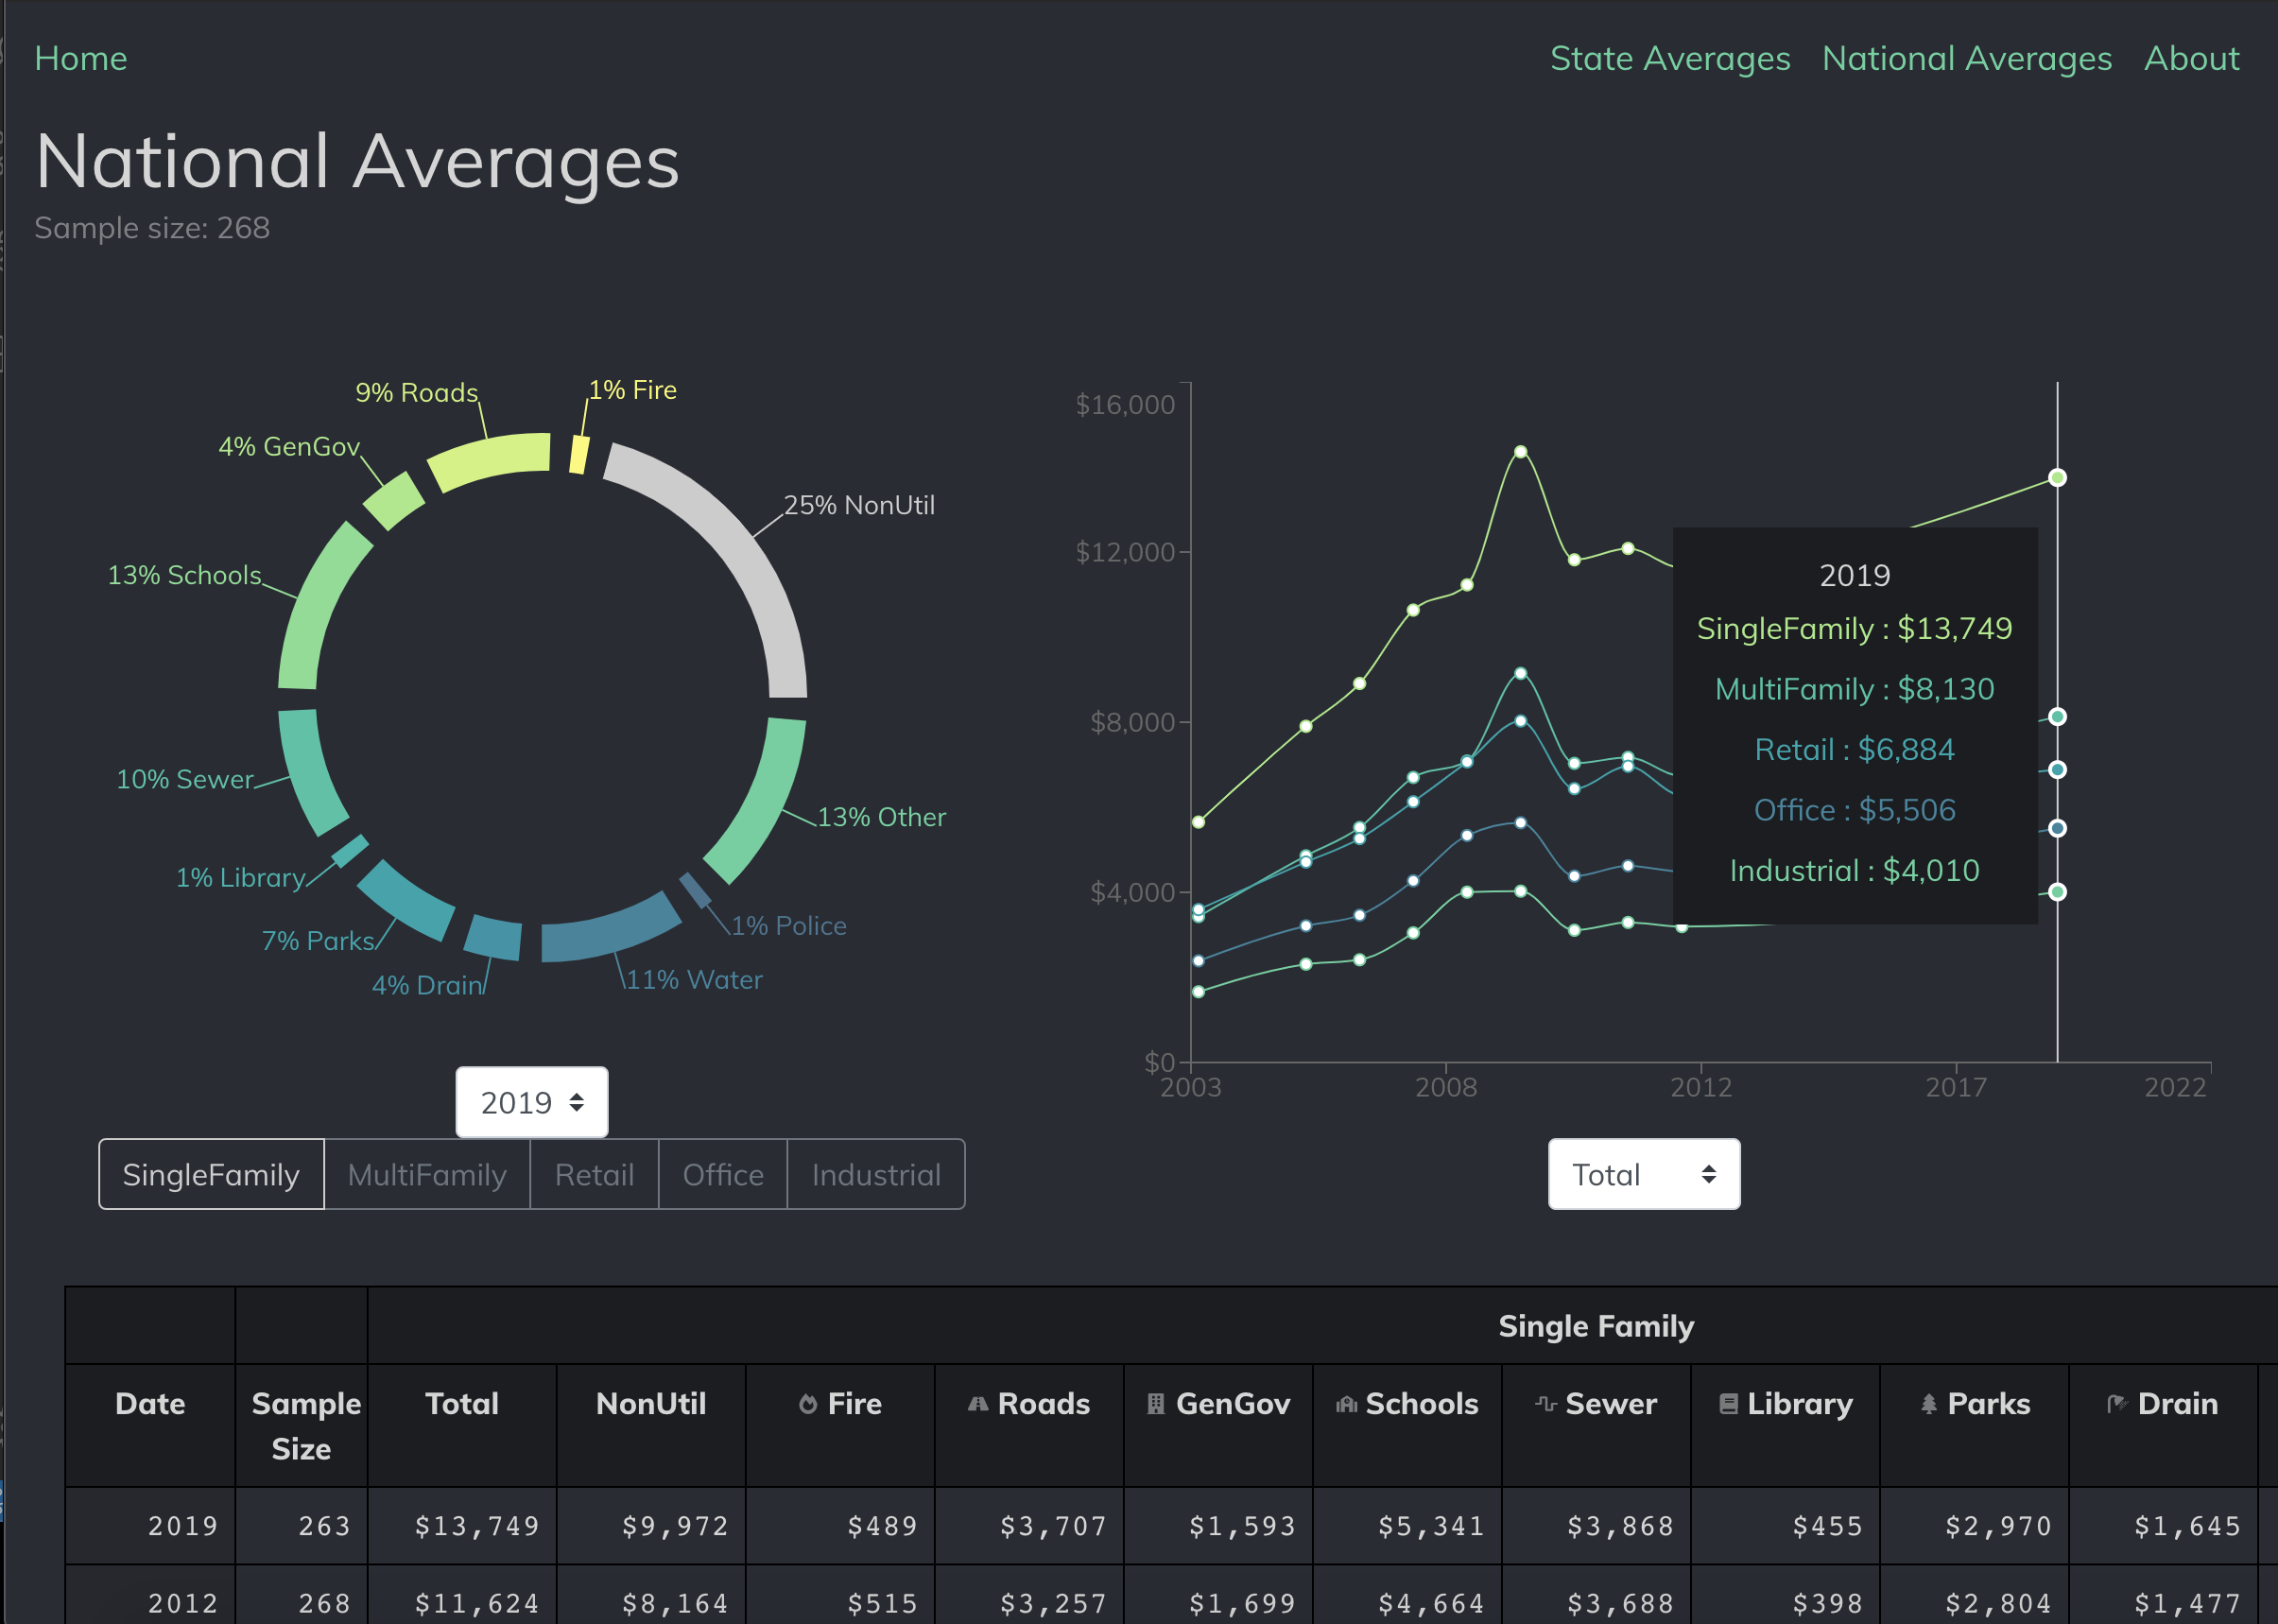 Home
State Averages National Averages About
National Averages
Sample size: 268
1% Fire
9% Roads
4% GenGov
25% NonUtil
13% Schools
10% Sewer
13% Other
1% Library
1% Police
7% Parks
11% Water
4% Drain
2019
SingleFamily MultiFamily Retail Office Industrial
$16,000
$12,000
$8,000
$4,000
$0
2003 2008 2012 2017 2022
2019
SingleFamily : $13,749
MultiFamily : $8,130
Retail : $6,884
Office : $5,506
Industrial : $4,010
Total
Single Family
Date Sample Size Total NonUtil Fire Roads GenGov Schools Sewer Library Parks Drain
2019 263 $13,749 $9,972 $489 $3,707 $1,593 $5,341 $3,868 $455 $2,970 $1,645
2012 268 $11,624 $8,164 $515 $3,257 $1,699 $4,664 $3,688 $398 $2,804 $1,477